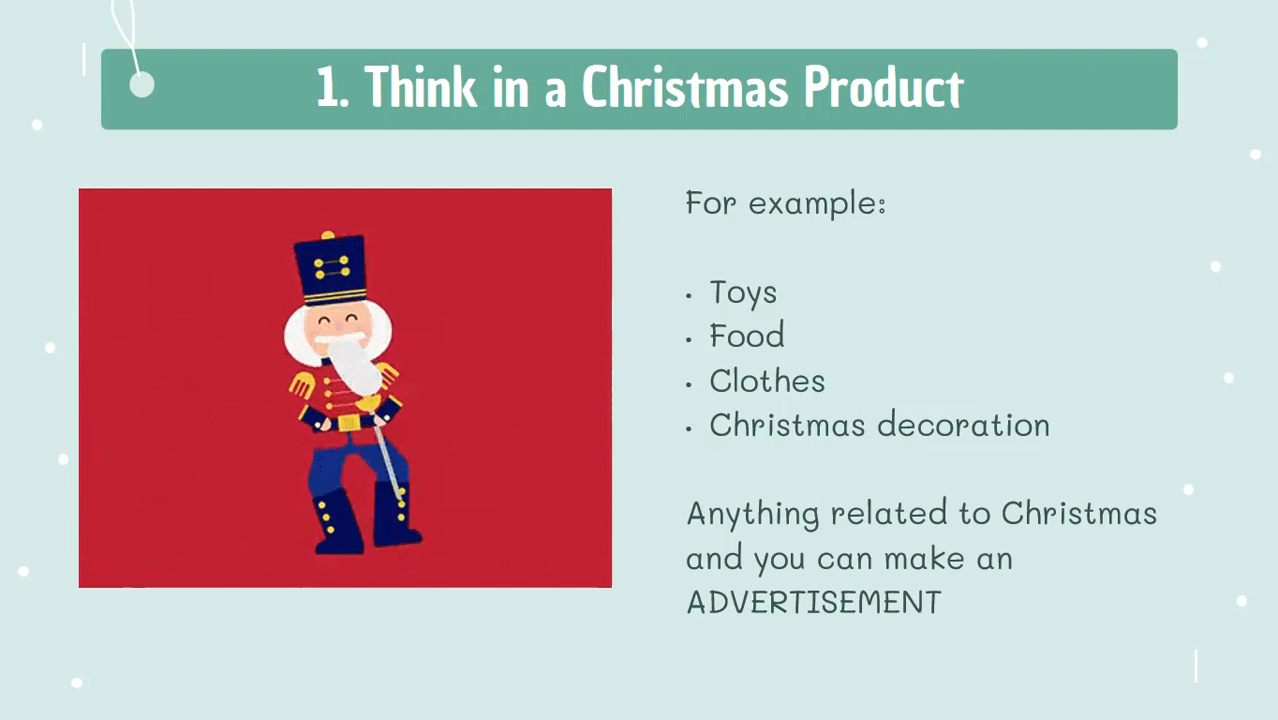 1. Think in a Christmas Product
For example:
• Toys
• Food
• Clothes
• Christmas decoration
Anything related to Christmas
and you can make an
ADVERTISEMENT